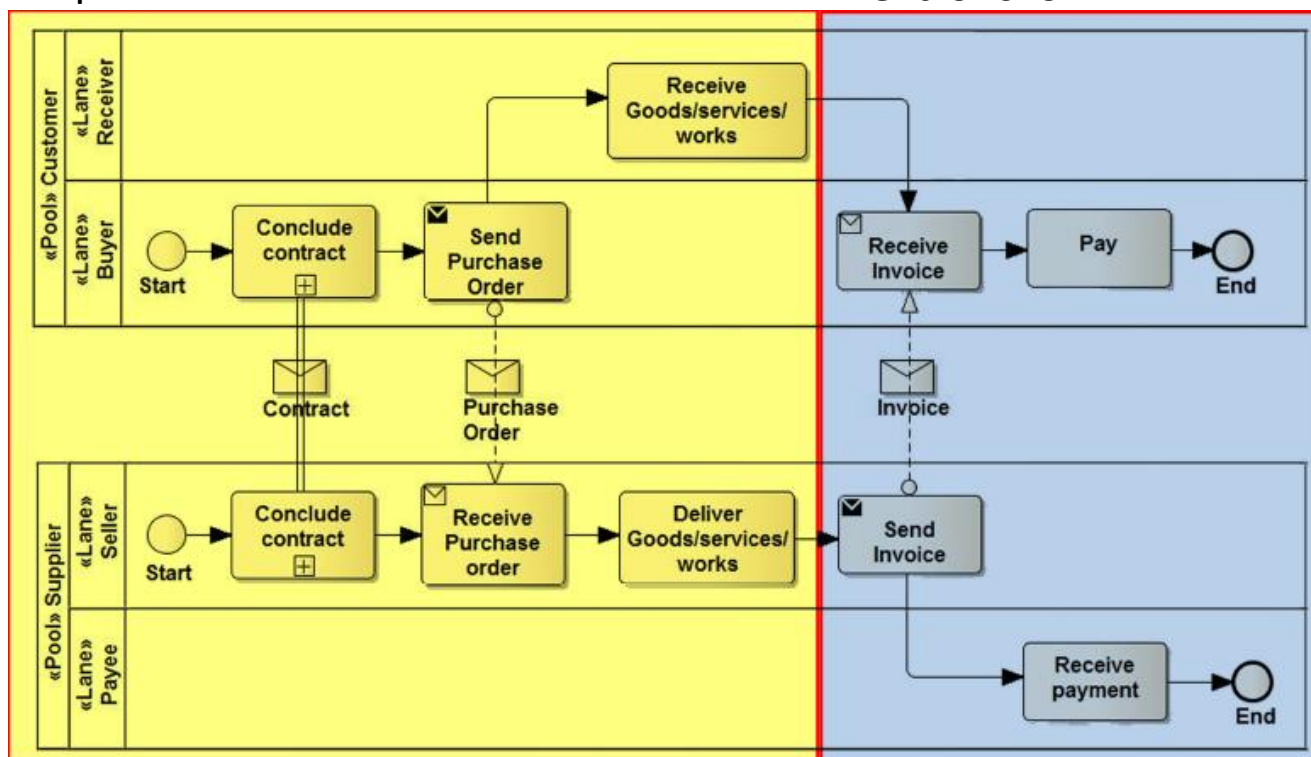 «Pool» Customer
«Lane»
Receiver
Receive
Goods/services/
works
«Lane»
Buyer
Start
Conclude
contract
Send
Purchase
Order
Receive
Invoice
Pay
End
Contract
Purchase
Order
Invoice
«Pool» Supplier
«Lane»
Seller
Start
Conclude
contract
Receive
Purchase
order
Deliver
Goods/services/
works
Send
Invoice
«Lane»
Payee
Receive
payment
End